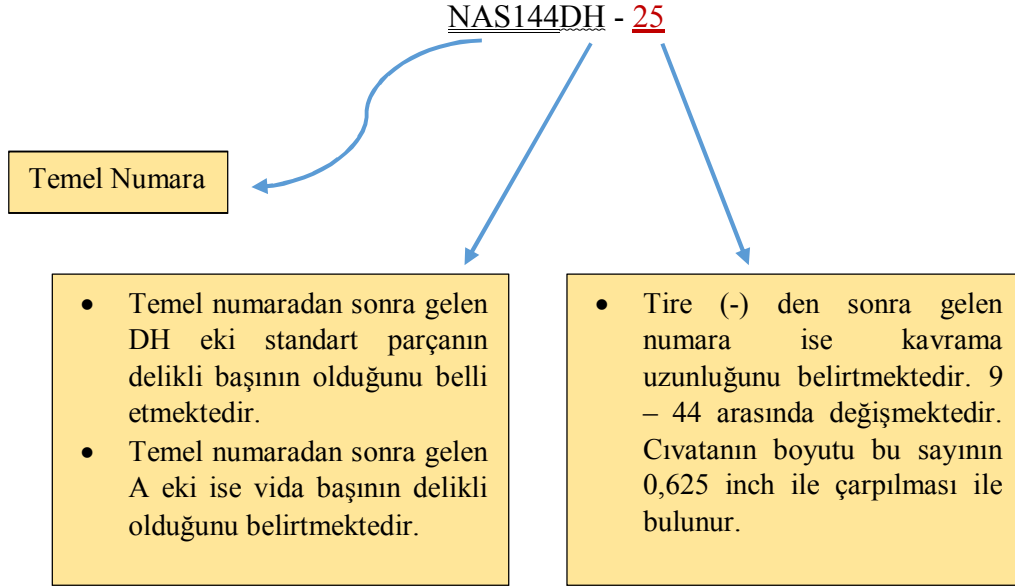 NAS144DH - 25
Temel Numara
• Temel numaradan sonra gelen
DH eki standart parçanın
delikli başının olduğunu belli
etmektedir.
• Temel numaradan sonra gelen
A eki ise vida başının delikli
olduğunu belirtmektedir.
• Tire (-) den sonra gelen
numara ise kavrama
uzunluğunu belirtmektedir. 9
– 44 arasında değişmektedir.
Cıvatanın boyutu bu sayının
0,625 inch ile çarpılması ile
bulunur.